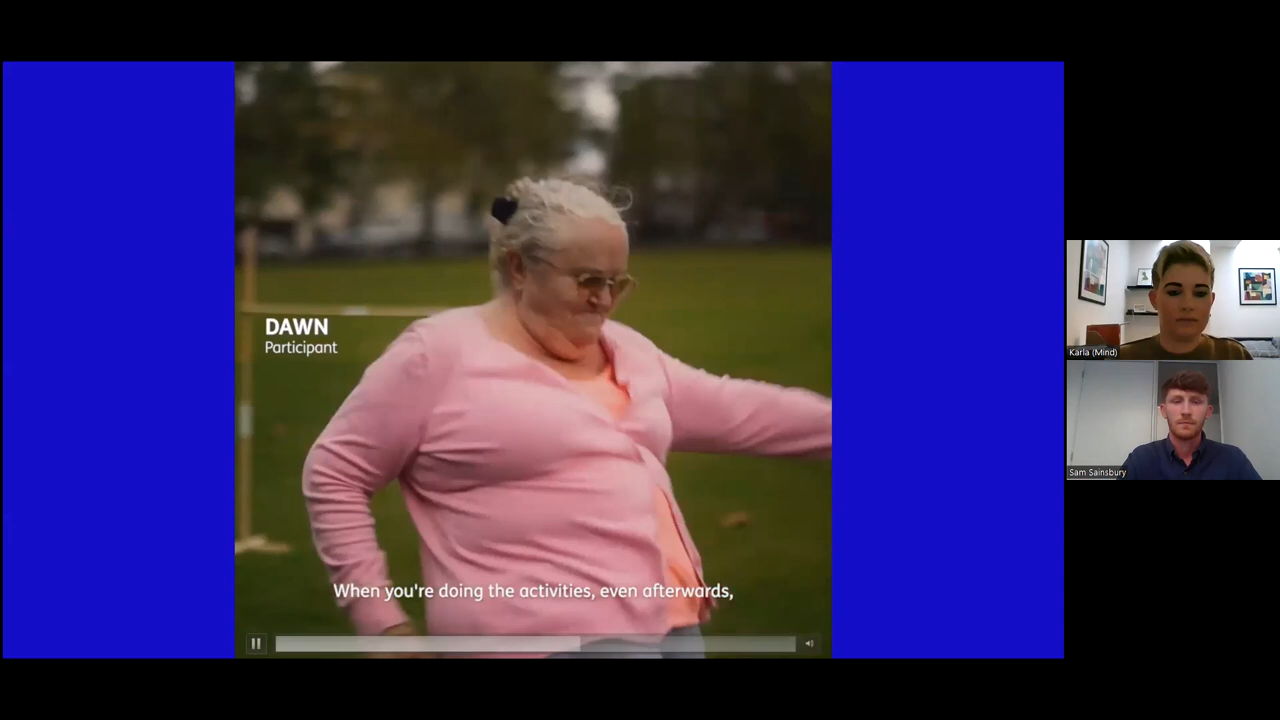 DAWN
Participant
When you're doing the activities, even afterwards,
Karla (Mind)
Sam Sainsbury